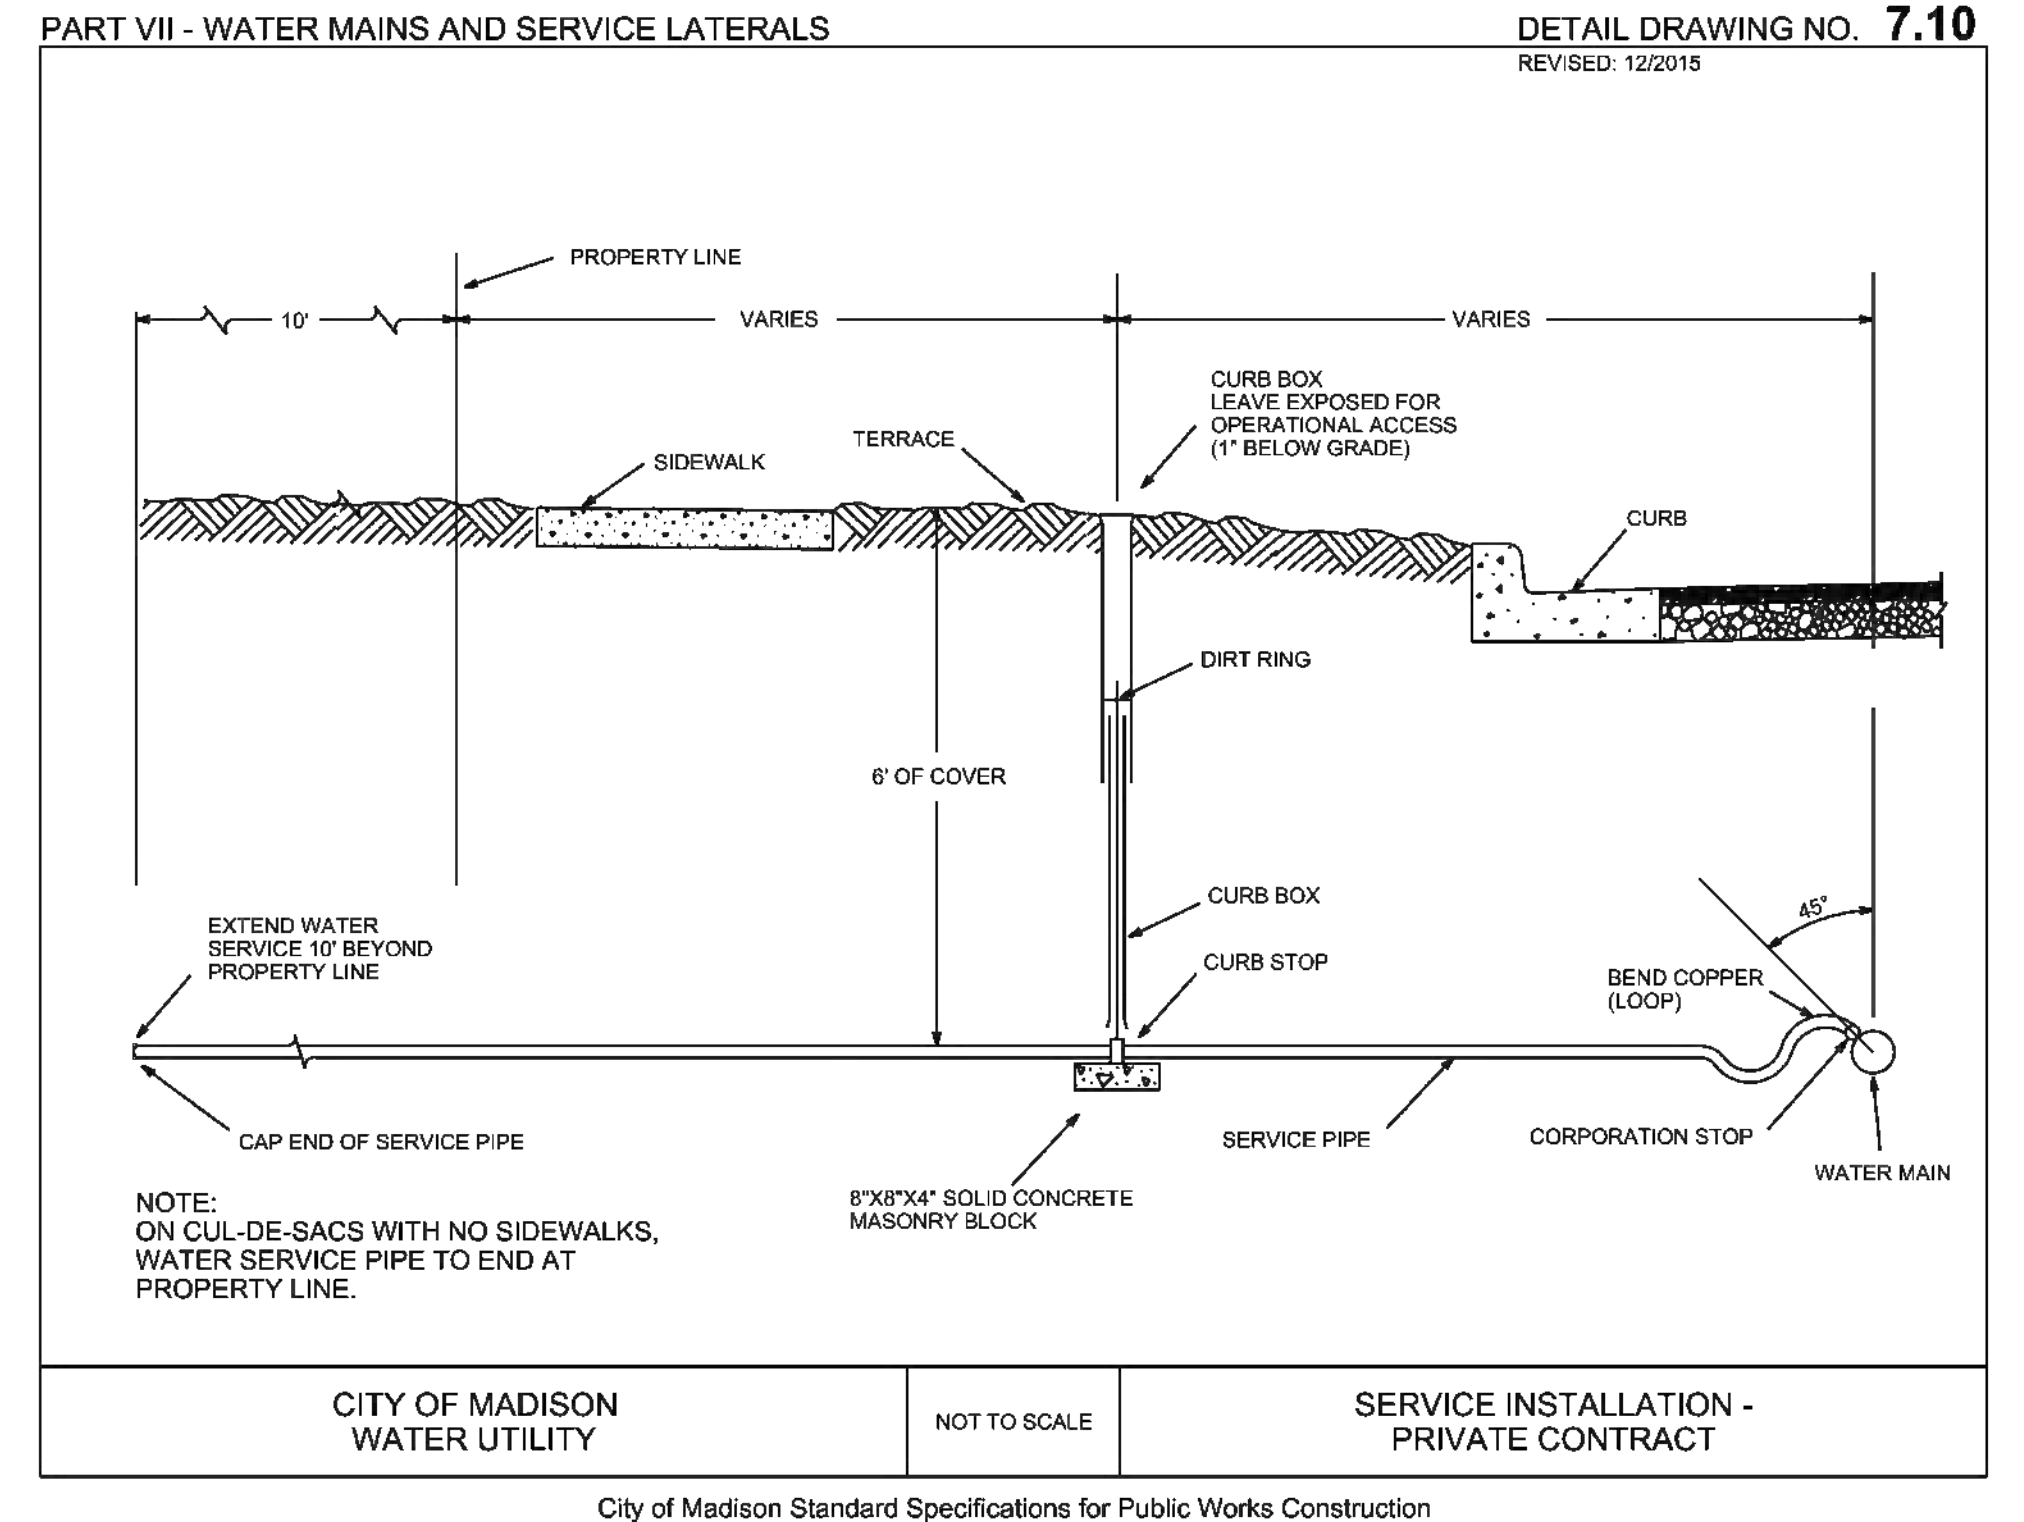 PART VII - WATER MAINS AND SERVICE LATERALS
DETAIL DRAWING NO. 7.10
REVISED: 12/2015
PROPERTY LINE
10'
VARIES
VARIES
CURB BOX
LEAVE EXPOSED FOR
OPERATIONAL ACCESS
(1" BELOW GRADE)
TERRACE
SIDEWALK
CURB
DIRT RING
6' OF COVER
CURB BOX
45°
EXTEND WATER
SERVICE 10' BEYOND
PROPERTY LINE
CURB STOP
BEND COPPER
(LOOP)
CAP END OF SERVICE PIPE
SERVICE PIPE
CORPORATION STOP
WATER MAIN
8"X8"X4" SOLID CONCRETE
MASONRY BLOCK
NOTE:
ON CUL-DE-SACS WITH NO SIDEWALKS,
WATER SERVICE PIPE TO END AT
PROPERTY LINE.
CITY OF MADISON
WATER UTILITY
NOT TO SCALE
SERVICE INSTALLATION -
PRIVATE CONTRACT
City of Madison Standard Specifications for Public Works Construction